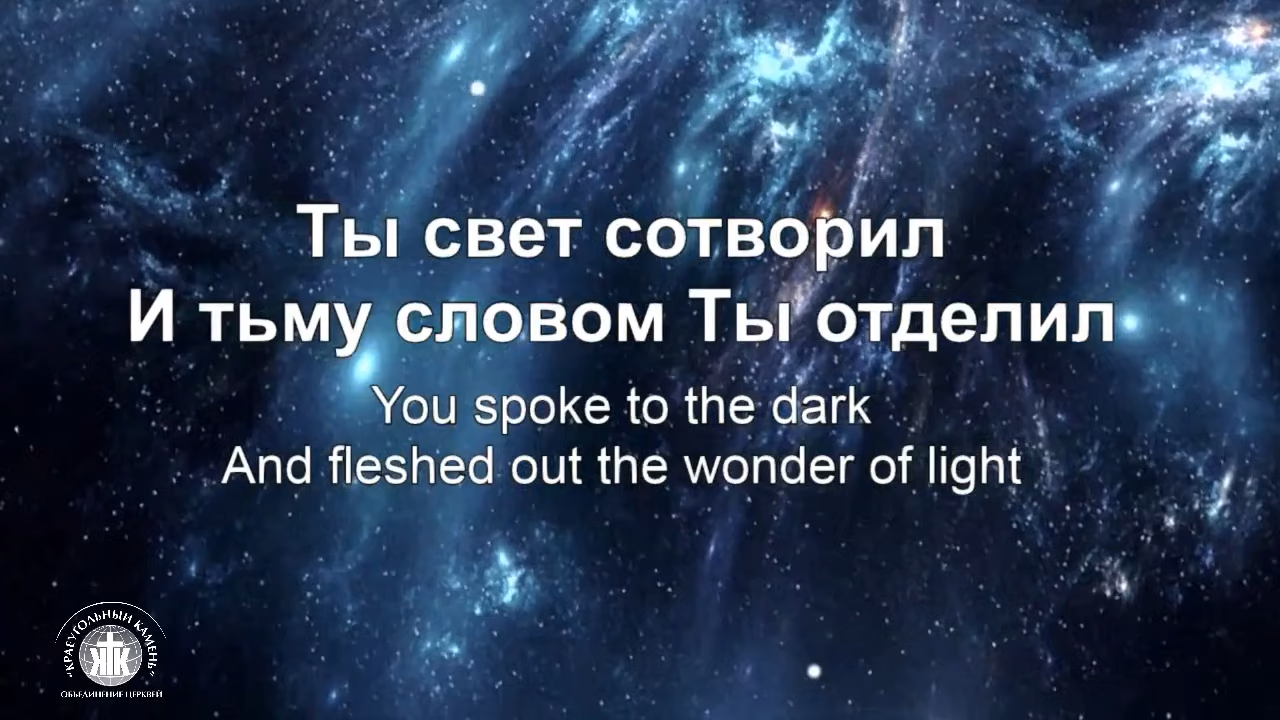 Ты свет сотворил
И тьму словом Ты отделил
You spoke to the dark
And fleshed out the wonder of light
"КРАЕУГОЛЬНЫЙ КАМЕНЬ"
КК
ОБЪЕДИНЕНИЕ ЦЕРКВЕЙ